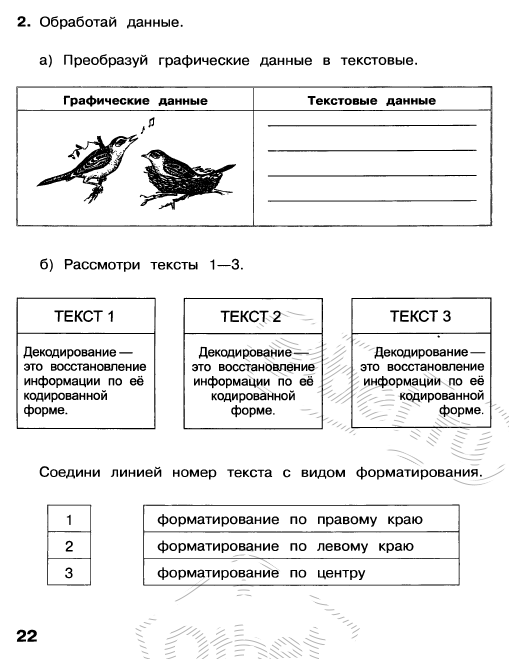 2. Обработай данные.
а) Преобразуй графические данные в текстовые.
Графические данные
Текстовые данные
б) Рассмотри тексты 1—3.
ТЕКСТ 1
Декодирование —
это восстановление
информации по её
кодированной
форме.
ТЕКСТ 2
Декодирование —
это восстановление
информации по её
кодированной
форме.
ТЕКСТ 3
Декодирование —
это восстановление
информации по её
кодированной
форме.
Соедини линией номер текста с видом форматирования.
1
форматирование по правому краю
2
форматирование по левому краю
3
форматирование по центру
22